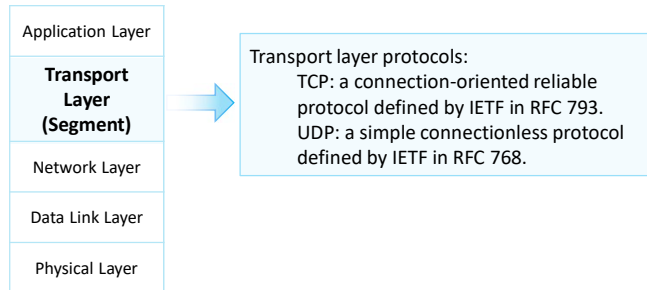 Application Layer
Transport
Layer
(Segment)
Network Layer
Data Link Layer
Physical Layer
Transport layer protocols:
TCP: a connection-oriented reliable
protocol defined by IETF in RFC 793.
UDP: a simple connectionless protocol
defined by IETF in RFC 768.